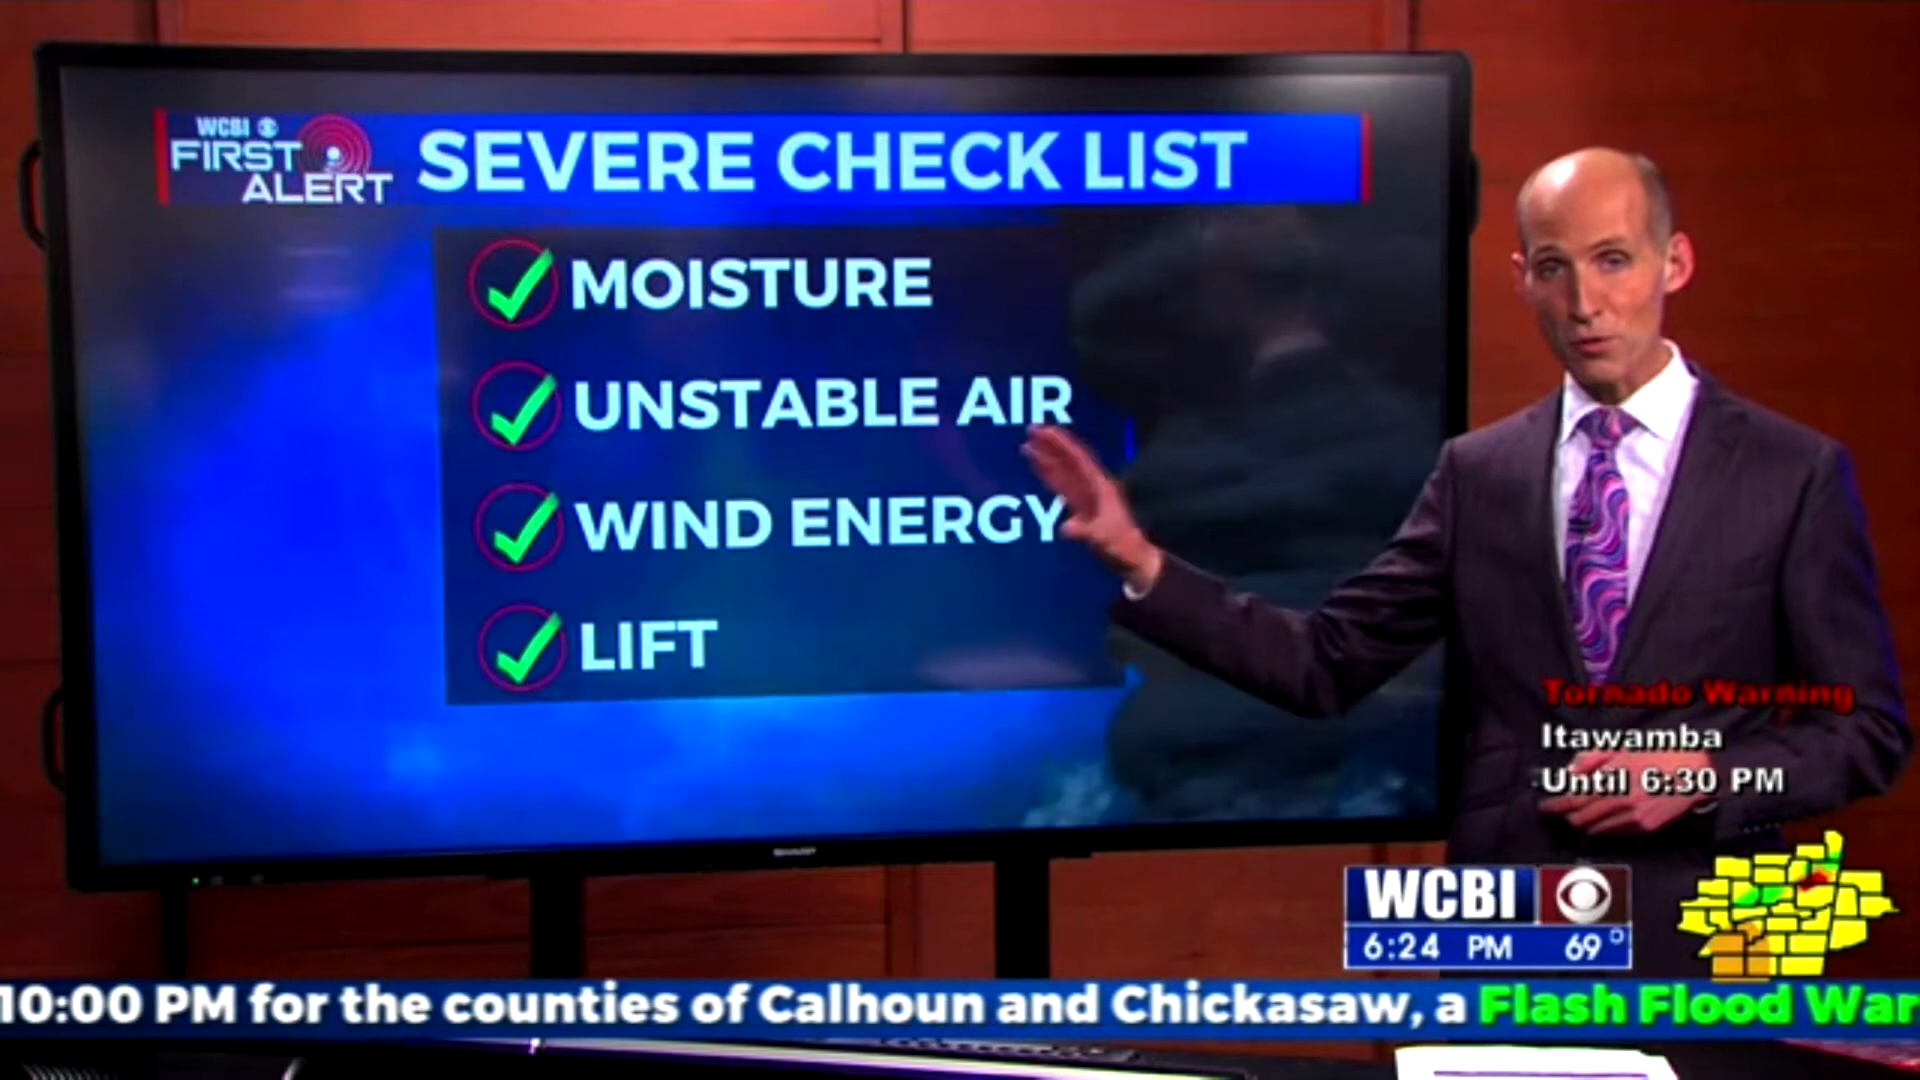 WCBI
FIRST
ALERT
SEVERE CHECK LIST
MOISTURE
UNSTABLE AIR
WIND ENERGY
LIFT
SHARP
Tornado Warning
Itawamba
Until 6:30 PM
WCBI
6:24 PM 69°
10:00 PM for the counties of Calhoun and Chickasaw, a Flash Flood War